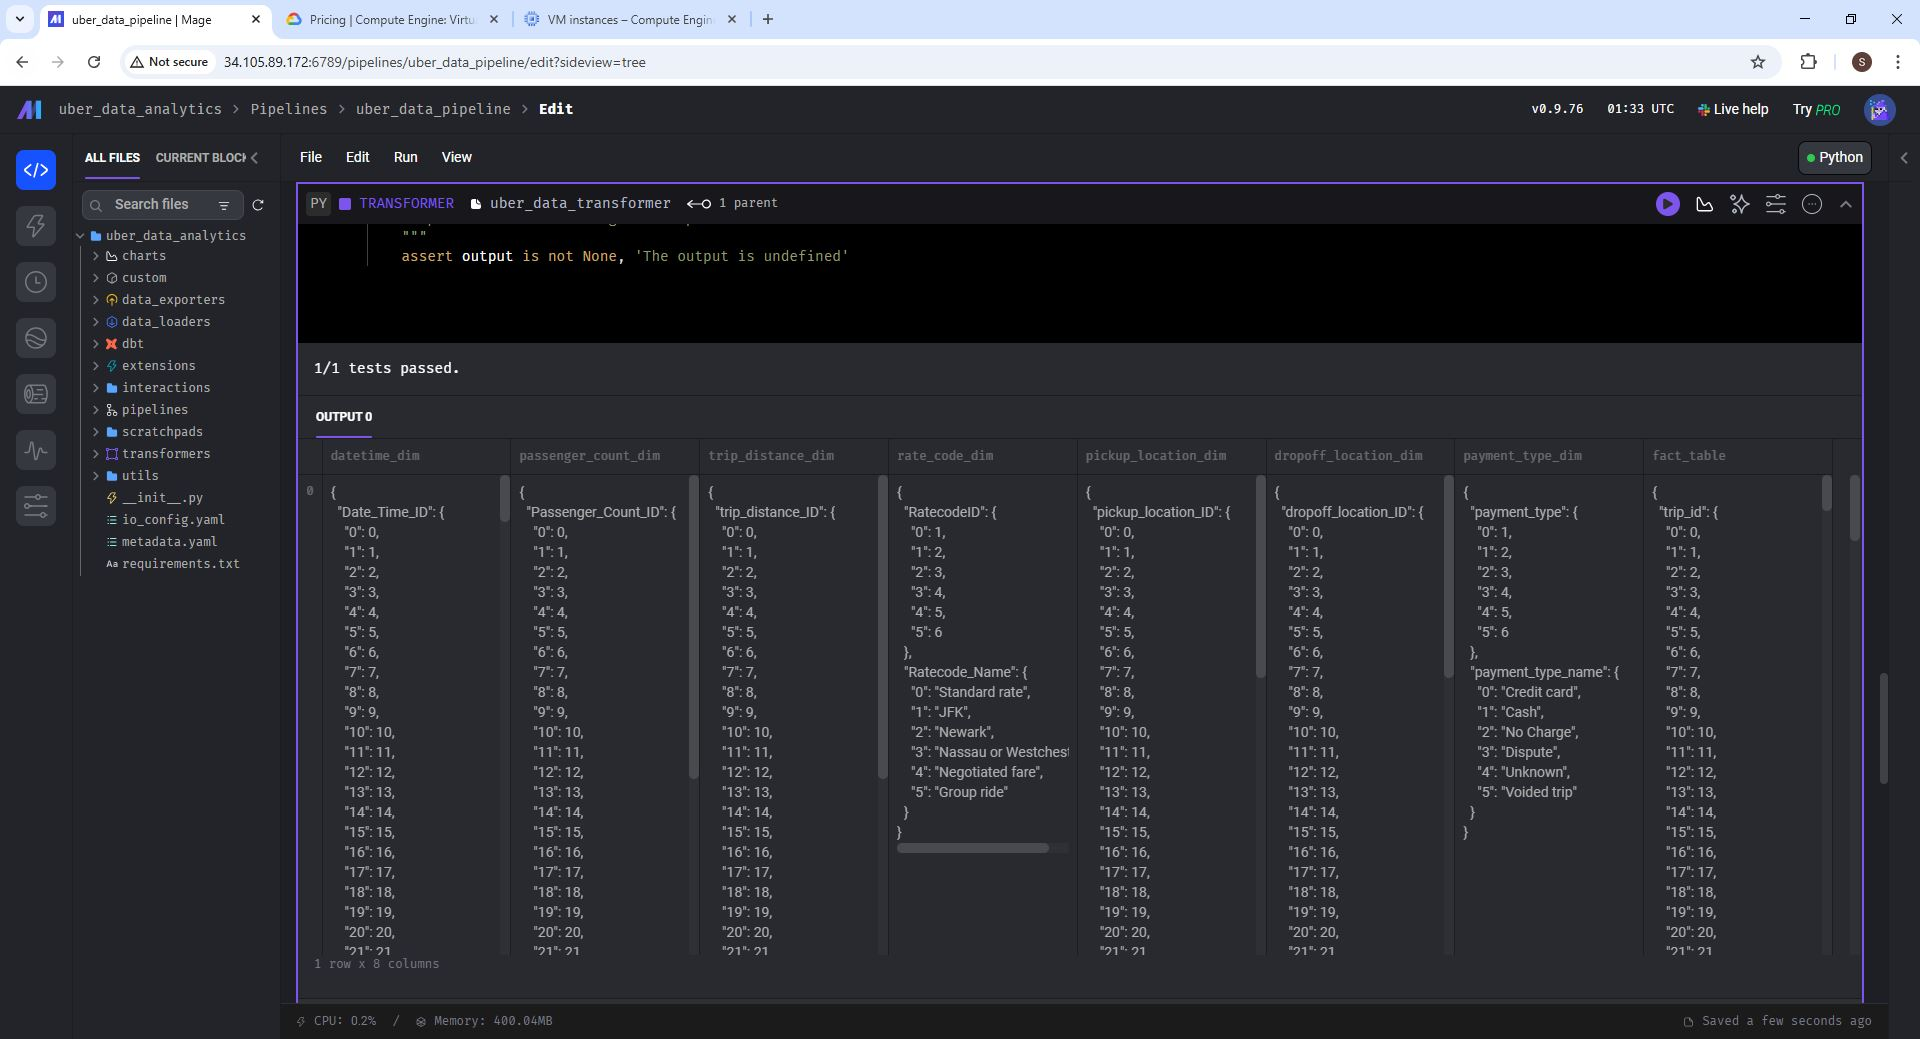 uber_data_pipeline | Mage
Pricing | Compute Engine: Virtu
VM instances – Compute Engin
Not secure
34.105.89.172:6789/pipelines/uber_data_pipeline/edit?sideview=tree
S
uber_data_analytics > Pipelines > uber_data_pipeline > Edit
v0.9.76
01:33 UTC
Live help
Try PRO
ALL FILES
CURRENT BLOCK
File
Edit
Run
View
Python
Search files
uber_data_analytics
charts
custom
data_exporters
data_loaders
dbt
extensions
interactions
pipelines
scratchpads
transformers
utils
__init__.py
io_config.yaml
metadata.yaml
Aa requirements.txt
PY TRANSFORMER uber_data_transformer 1 parent
"""
assert output is not None, 'The output is undefined'
1/1 tests passed.
OUTPUT 0
datetime_dim passenger_count_dim trip_distance_dim rate_code_dim pickup_location_dim dropoff_location_dim payment_type_dim fact_table
0 { { { { { { { {
"Date_Time_ID": { "Passenger_Count_ID": { "trip_distance_ID": { "RatecodeID": { "pickup_location_ID": { "dropoff_location_ID": { "payment_type": { "trip_id": {
"0": 0, "0": 0, "0": 0, "0": 1, "0": 0, "0": 0, "0": 1, "0": 0,
"1": 1, "1": 1, "1": 1, "1": 2, "1": 1, "1": 1, "1": 2, "1": 1,
"2": 2, "2": 2, "2": 2, "2": 3, "2": 2, "2": 2, "2": 3, "2": 2,
"3": 3, "3": 3, "3": 3, "3": 4, "3": 3, "3": 3, "3": 4, "3": 3,
"4": 4, "4": 4, "4": 4, "4": 5, "4": 4, "4": 4, "4": 5, "4": 4,
"5": 5, "5": 5, "5": 5, "5": 6 "5": 5, "5": 5, "5": 6 "5": 5,
"6": 6, "6": 6, "6": 6, }, "6": 6, "6": 6, }, "6": 6,
"7": 7, "7": 7, "7": 7, "Ratecode_Name": { "7": 7, "7": 7, "payment_type_name": { "7": 7,
"8": 8, "8": 8, "8": 8, "0": "Standard rate", "8": 8, "8": 8, "0": "Credit card", "8": 8,
"9": 9, "9": 9, "9": 9, "1": "JFK", "9": 9, "9": 9, "1": "Cash", "9": 9,
"10": 10, "10": 10, "10": 10, "2": "Newark", "10": 10, "10": 10, "2": "No Charge", "10": 10,
"11": 11, "11": 11, "11": 11, "3": "Nassau or Westchest "11": 11, "11": 11, "3": "Dispute", "11": 11,
"12": 12, "12": 12, "12": 12, "4": "Negotiated fare", "12": 12, "12": 12, "4": "Unknown", "12": 12,
"13": 13, "13": 13, "13": 13, "5": "Group ride" "13": 13, "13": 13, "5": "Voided trip" "13": 13,
"14": 14, "14": 14, "14": 14, } "14": 14, "14": 14, } "14": 14,
"15": 15, "15": 15, "15": 15, } "15": 15, "15": 15, } "15": 15,
"16": 16, "16": 16, "16": 16, "16": 16, "16": 16, "16": 16,
"17": 17, "17": 17, "17": 17, "17": 17, "17": 17, "17": 17,
"18": 18, "18": 18, "18": 18, "18": 18, "18": 18, "18": 18,
"19": 19, "19": 19, "19": 19, "19": 19, "19": 19, "19": 19,
"20": 20, "20": 20, "20": 20, "20": 20, "20": 20, "20": 20,
"21": 21 "21": 21 "21": 21 "21": 21 "21": 21 "21": 21
1 row x 8 columns
CPU: 0.2% / Memory: 400.04MB
Saved a few seconds ago